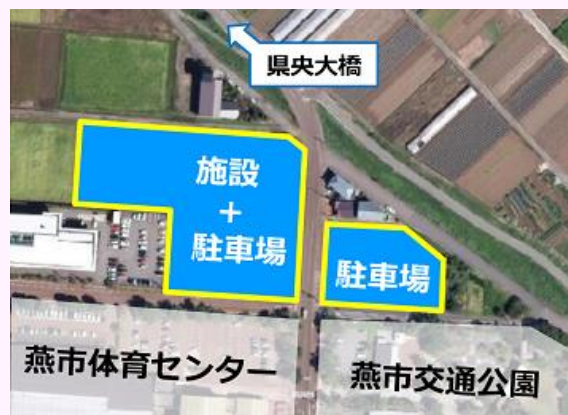 県央大橋
施設
+
駐車場
駐車場
燕市体育センター
燕市交通公園